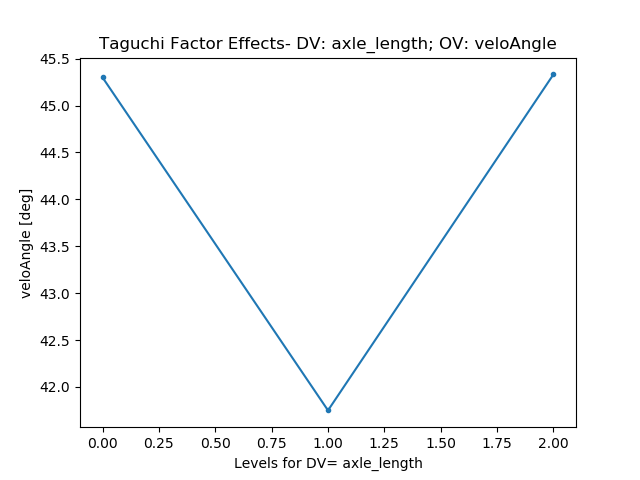 Taguchi Factor Effects- DV: axle_length; OV: veloAngle
45.5
45.0
44.5
44.0
43.5
43.0
42.5
42.0
veloAngle [deg]
0.00 0.25 0.50 0.75 1.00 1.25 1.50 1.75 2.00
Levels for DV= axle_length